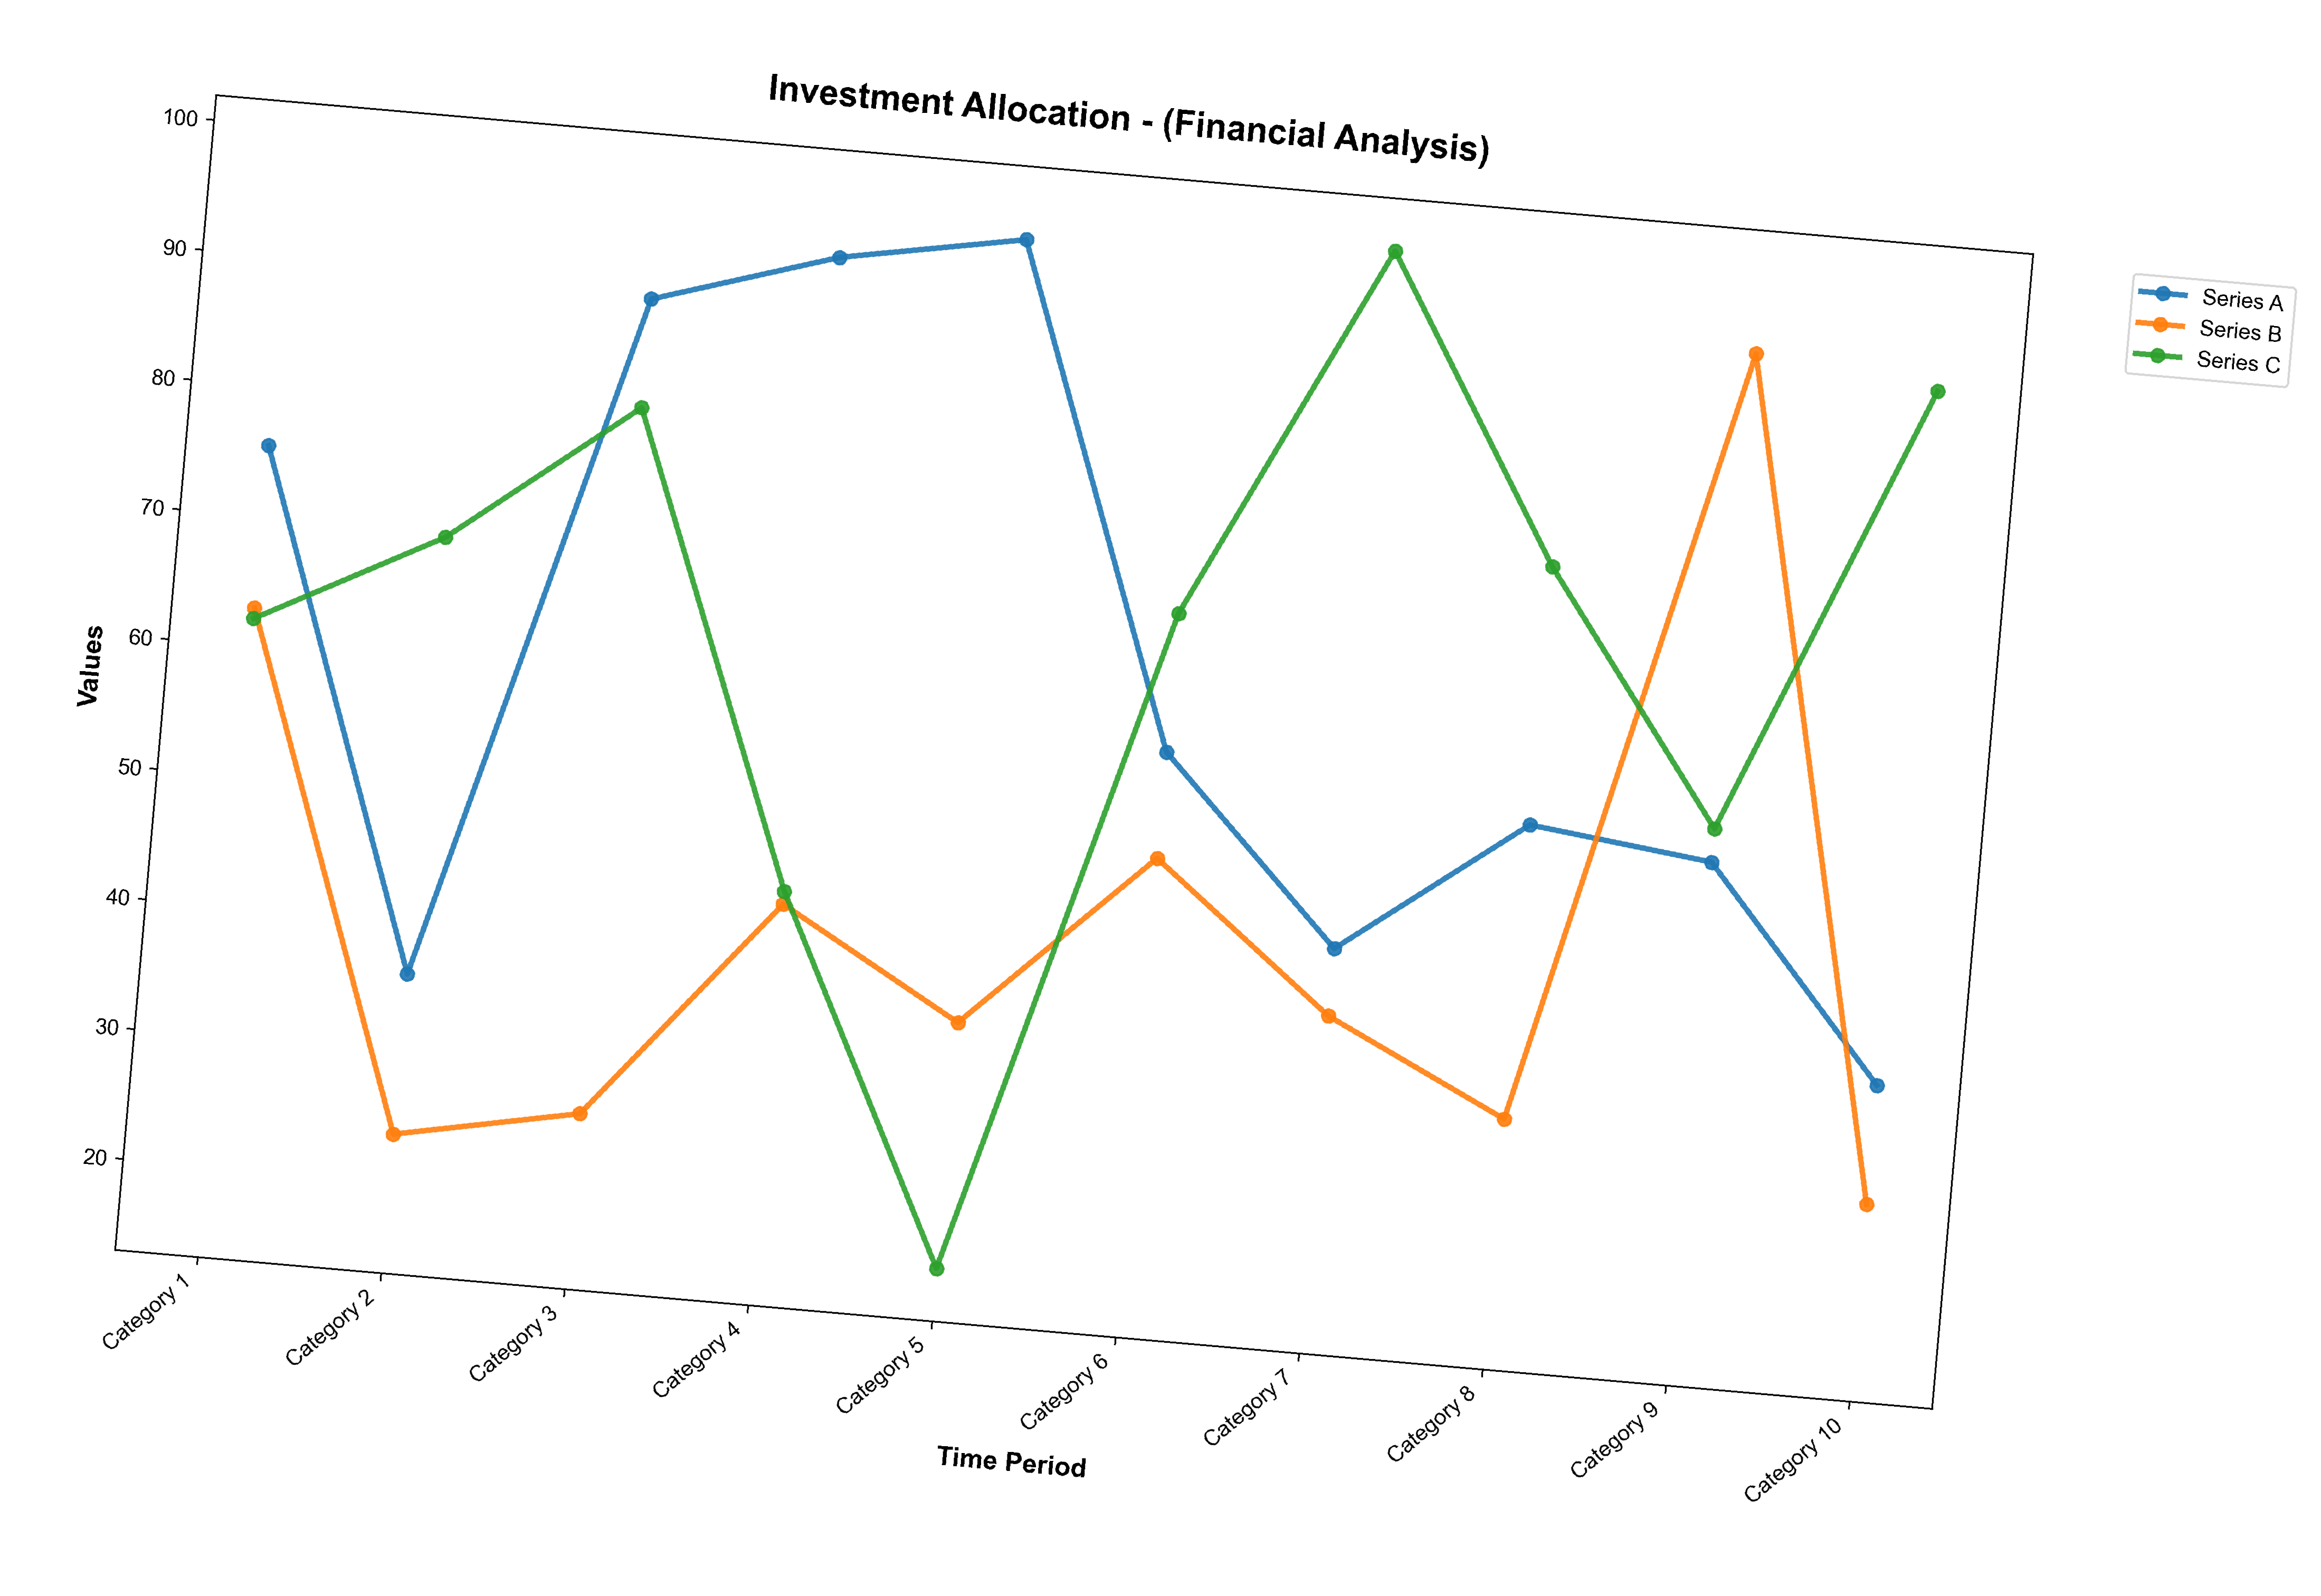 Investment Allocation - (Financial Analysis)
100
90
80
70
60
50
40
30
20
Values
Category 1
Category 2
Category 3
Category 4
Category 5
Category 6
Category 7
Category 8
Category 9
Category 10
Time Period
Series A
Series B
Series C